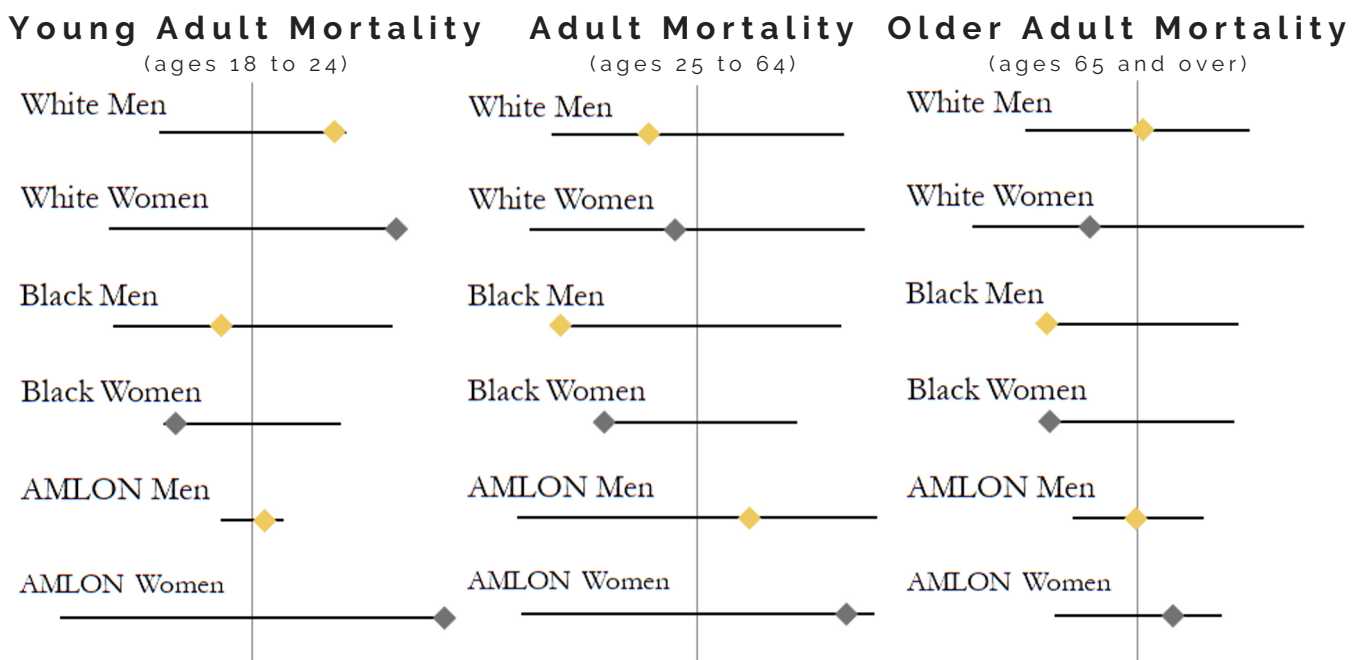 Young Adult Mortality
(ages 18 to 24)
White Men
White Women
Black Men
Black Women
AMLON Men
AMLON Women
Adult Mortality
(ages 25 to 64)
White Men
White Women
Black Men
Black Women
AMLON Men
AMLON Women
Older Adult Mortality
(ages 65 and over)
White Men
White Women
Black Men
Black Women
AMLON Men
AMLON Women